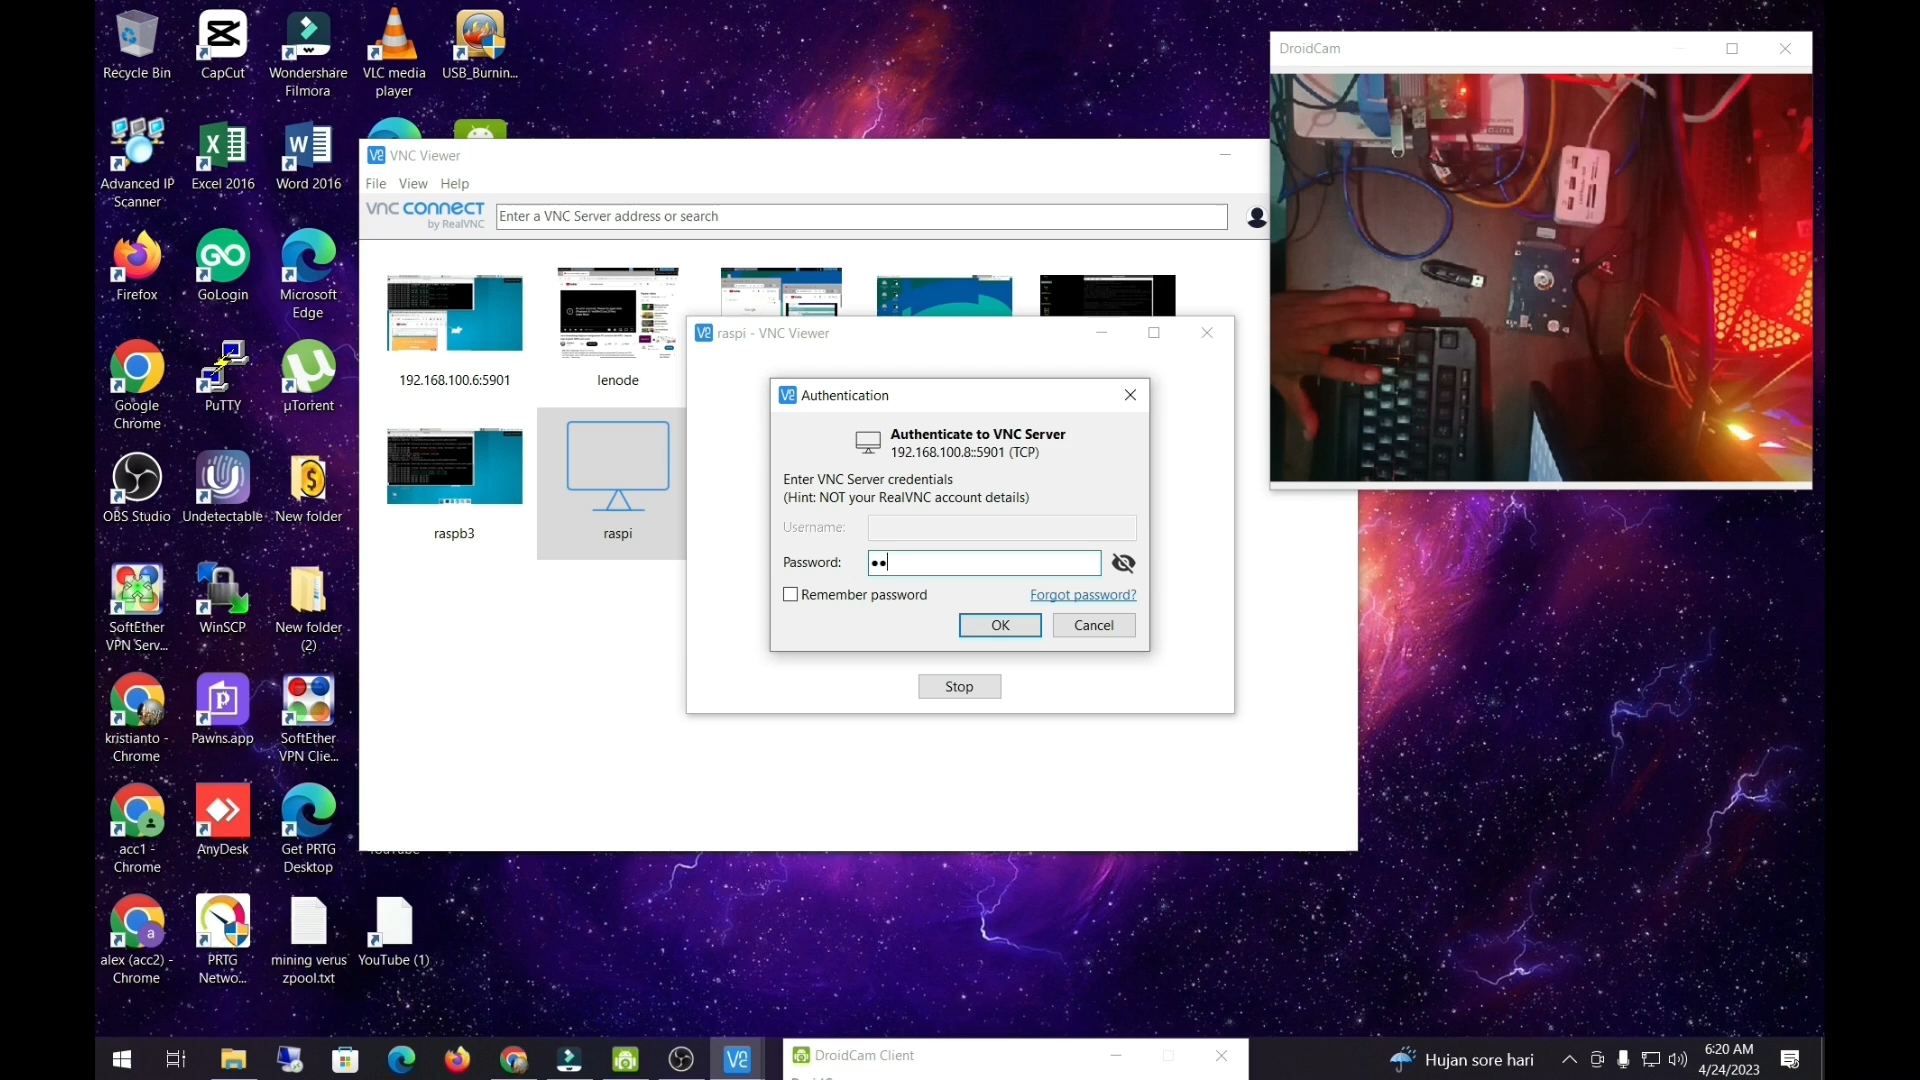 Recycle Bin
CapCut
Wondershare
Filmora
VLC media
player
USB_Burnin...
Advanced IP
Scanner
Excel 2016
Word 2016
Firefox
GoLogin
Microsoft
Edge
Google
Chrome
PuTTY
µTorrent
OBS Studio
Undetectable
New folder
SoftEther
VPN Serv...
WinSCP
New folder
(2)
kristianto -
Chrome
Pawns.app
SoftEther
VPN Clie...
acc1 -
Chrome
AnyDesk
Get PRTG
Desktop
alex (acc2) -
Chrome
PRTG
Netwo...
mining verus
zpool.txt
YouTube (1)
VNC Viewer
File View Help
vnc connect
by RealVNC
Enter a VNC Server address or search
192.168.100.6:5901
lenode
raspb3
raspi
raspi - VNC Viewer
Authentication
Authenticate to VNC Server
192.168.100.8::5901 (TCP)
Enter VNC Server credentials
(Hint: NOT your RealVNC account details)
Username:
Password:
Remember password
Forgot password?
OK
Cancel
Stop
DroidCam
DroidCam Client
Hujan sore hari
6:20 AM
4/24/2023